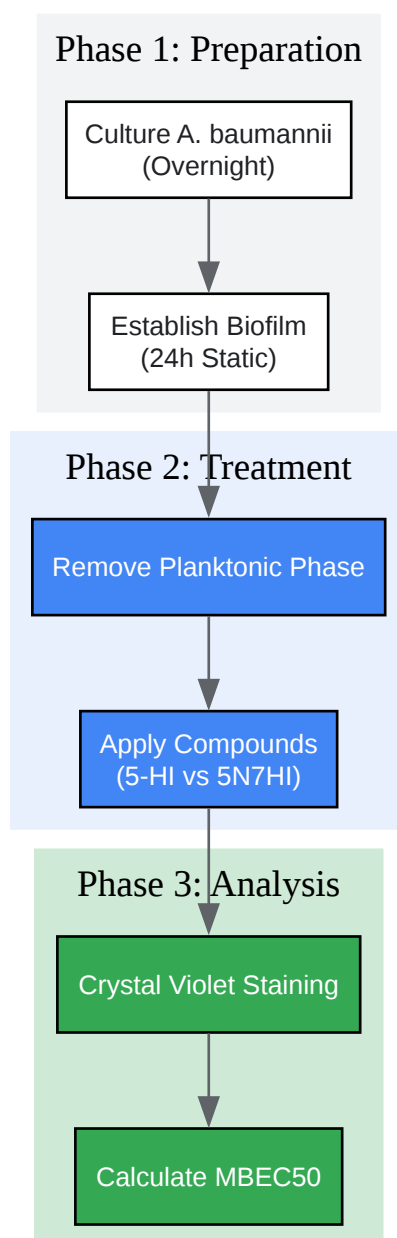 Phase 1: Preparation
Culture A. baumannii
(Overnight)
Establish Biofilm
(24h Static)
Phase 2: Treatment
Remove Planktonic Phase
Apply Compounds
(5-HI vs 5N7HI)
Phase 3: Analysis
Crystal Violet Staining
Calculate MBEC50